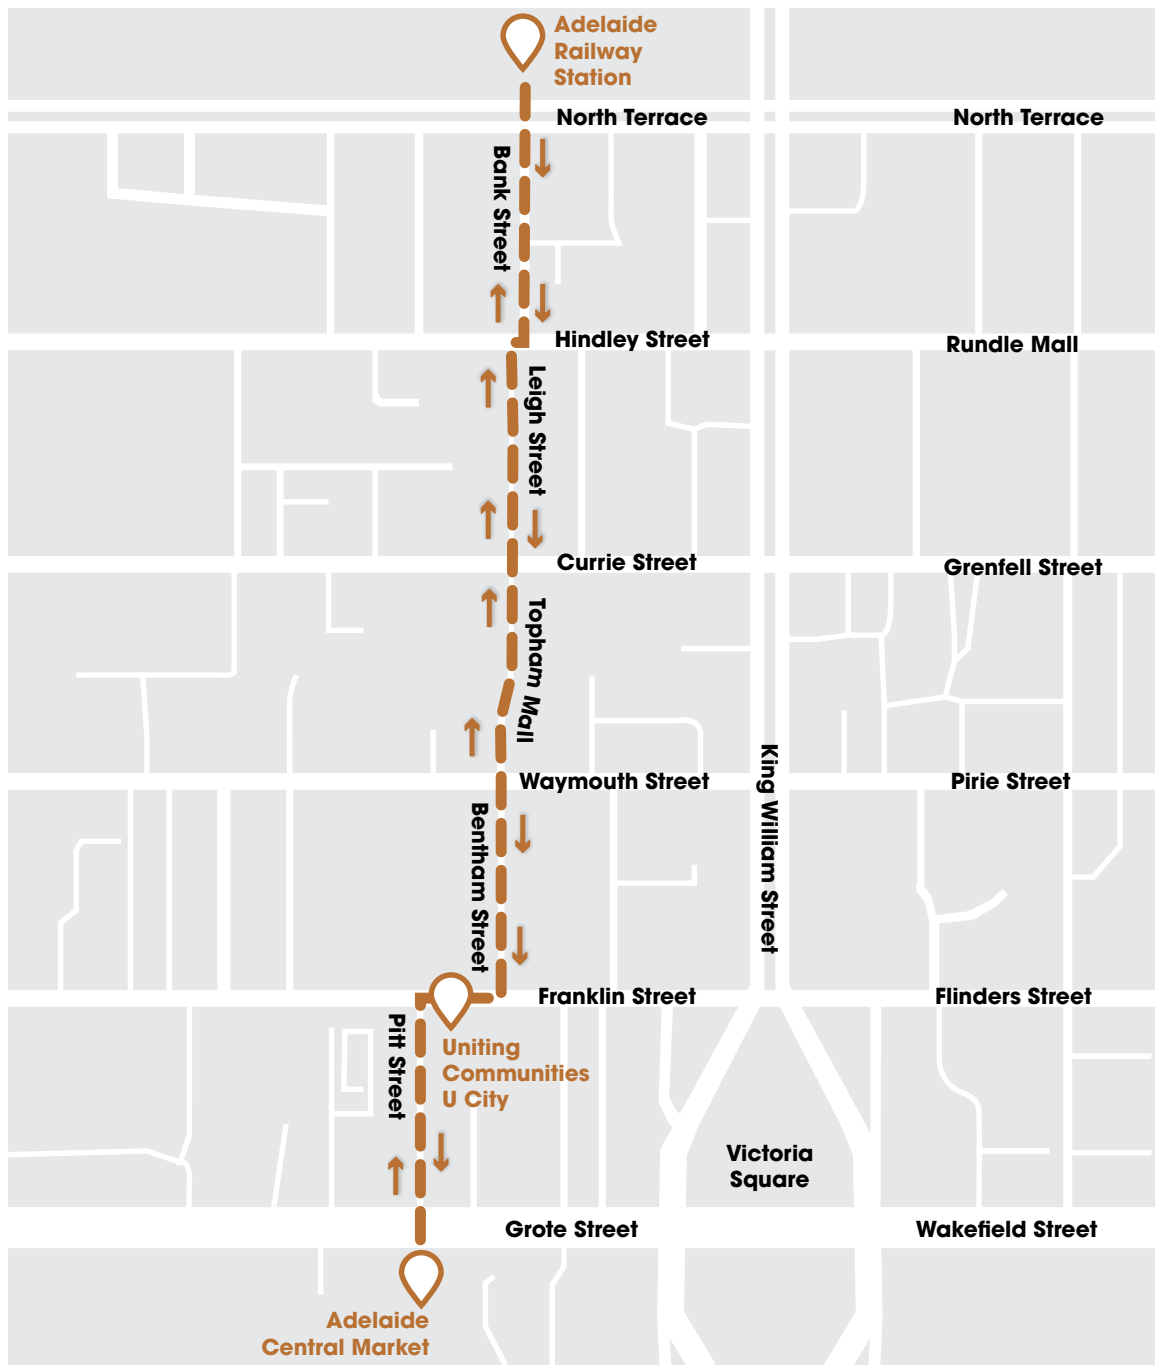 Adelaide
Railway
Station
North Terrace
North Terrace
Bank Street
Hindley Street
Rundle Mall
Leigh Street
Currie Street
Grenfell Street
Topham Mall
King William Street
Waymouth Street
Pirie Street
Bentham Street
Franklin Street
Flinders Street
Pitt Street
Uniting
Communities
U City
Victoria
Square
Grote Street
Wakefield Street
Adelaide
Central Market